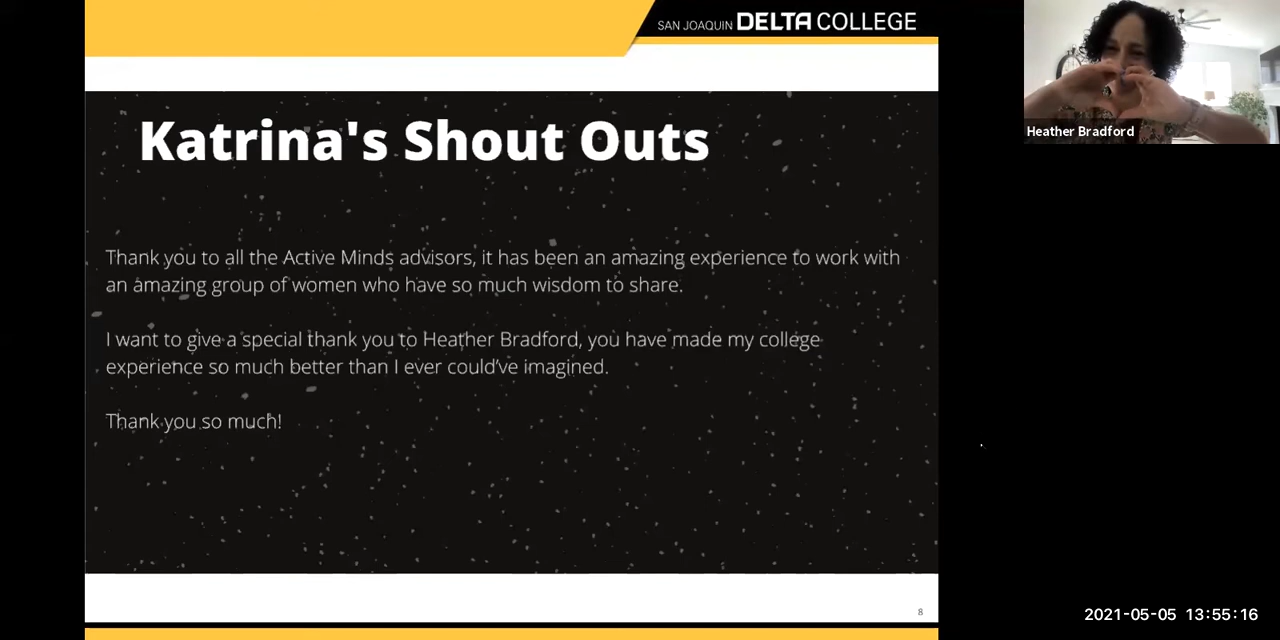 SAN JOAQUIN DELTA COLLEGE
Heather Bradford
Katrina's Shout Outs
Thank you to all the Active Minds advisors, it has been an amazing experience to work with
an amazing group of women who have so much wisdom to share.
I want to give a special thank you to Heather Bradford, you have made my college
experience so much better than I ever could’ve imagined.
Thank you so much!
8
2021-05-05 13:55:16